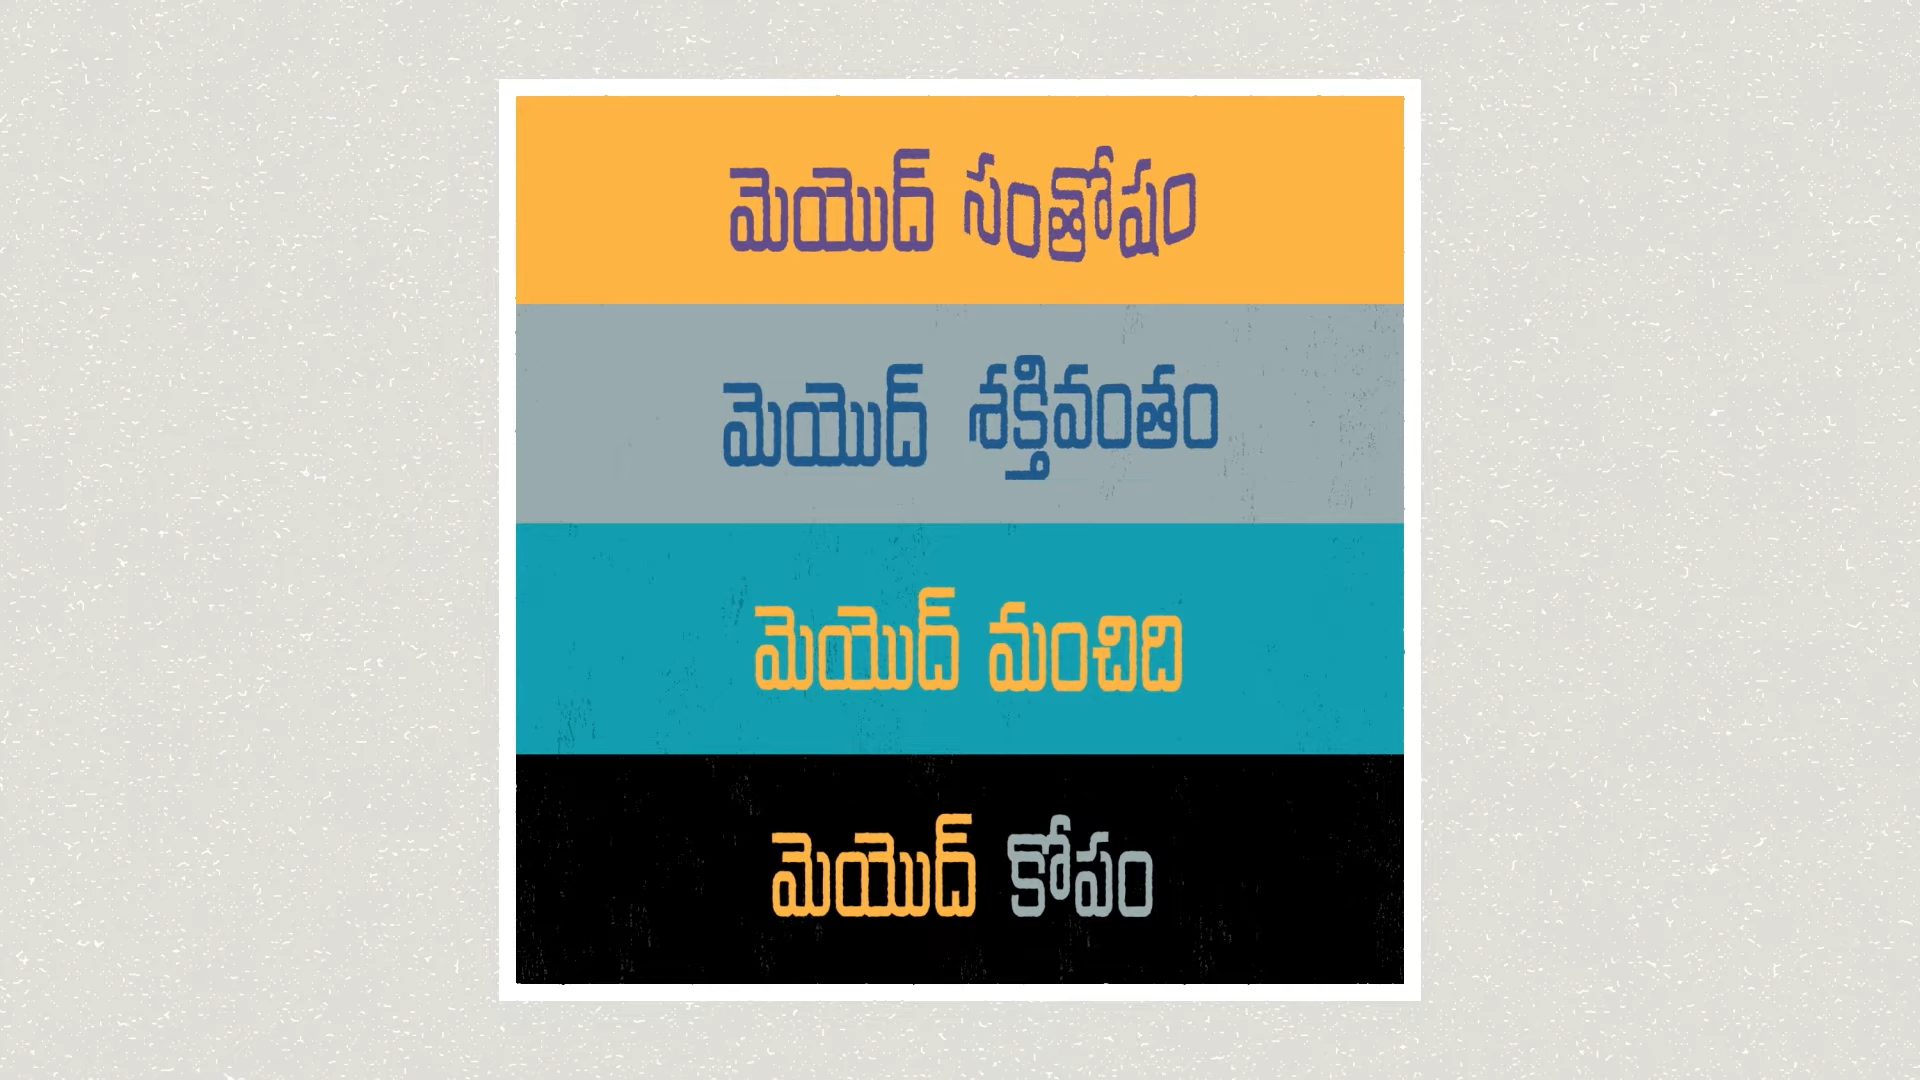 మెయొద్ సంతోషం
మెయొద్ శక్తివంతం
మెయొద్ మంచిది
మెయొద్ కోపం